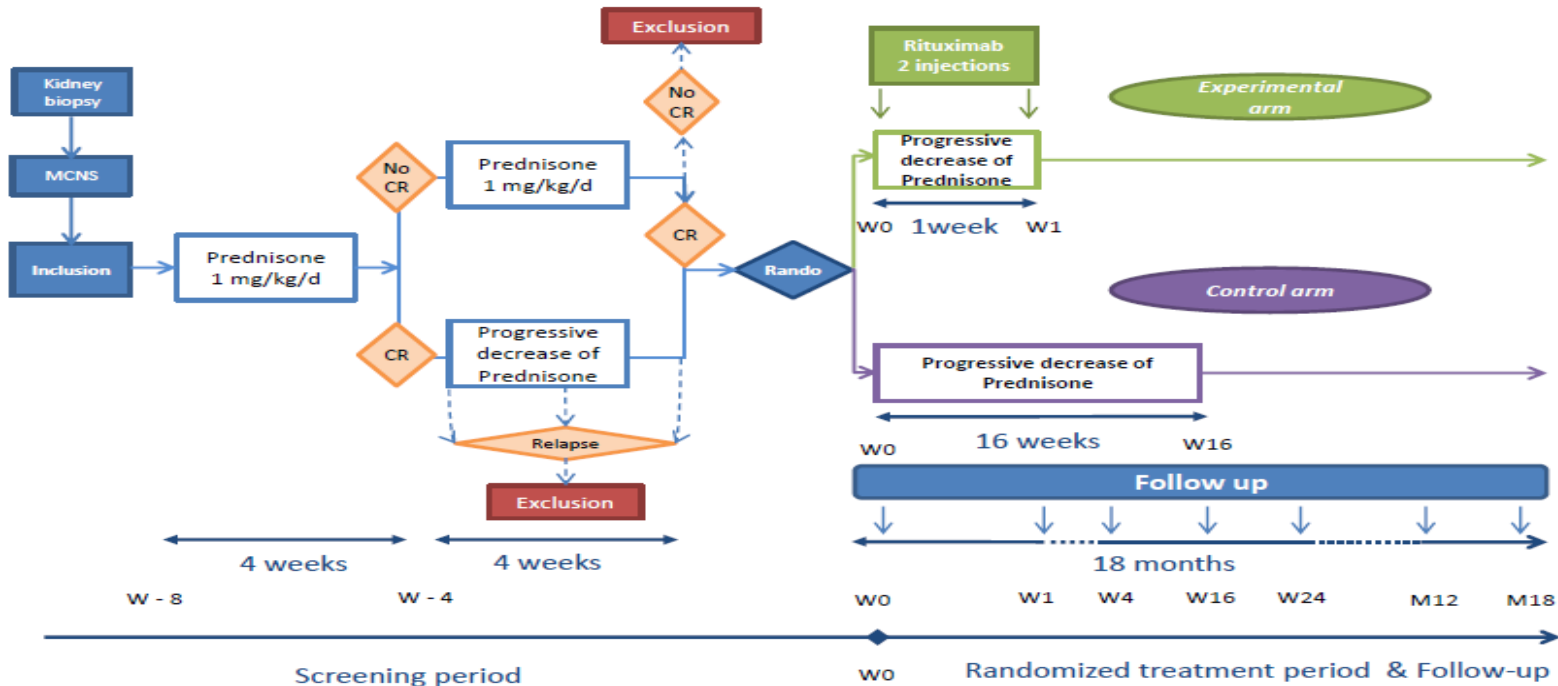 Exclusion
Rituximab
2 injections
Kidney
biopsy
No
CR
Experimental
arm
MCNS
No
CR
Prednisone
1 mg/kg/d
Progressive
decrease of
Prednisone
W0
1week
W1
Inclusion
Prednisone
1 mg/kg/d
CR
Rando
Control arm
CR
Progressive
decrease of
Prednisone
Progressive decrease of
Prednisone
Relapse
W0
16 weeks
W16
Exclusion
Follow up
4 weeks
4 weeks
18 months
W - 8
W - 4
W0
W1
W4
W16
W24
M12
M18
Screening period
W0
Randomized treatment period & Follow-up